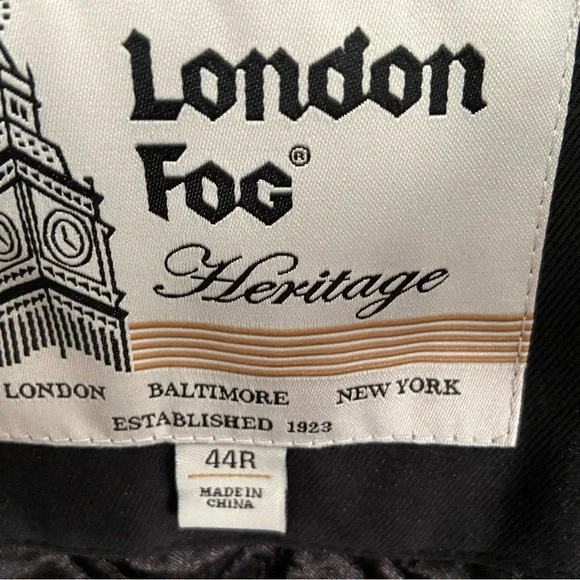 London
Fog®
Heritage
LONDON BALTIMORE NEW YORK
ESTABLISHED 1923
44R
MADE IN
CHINA